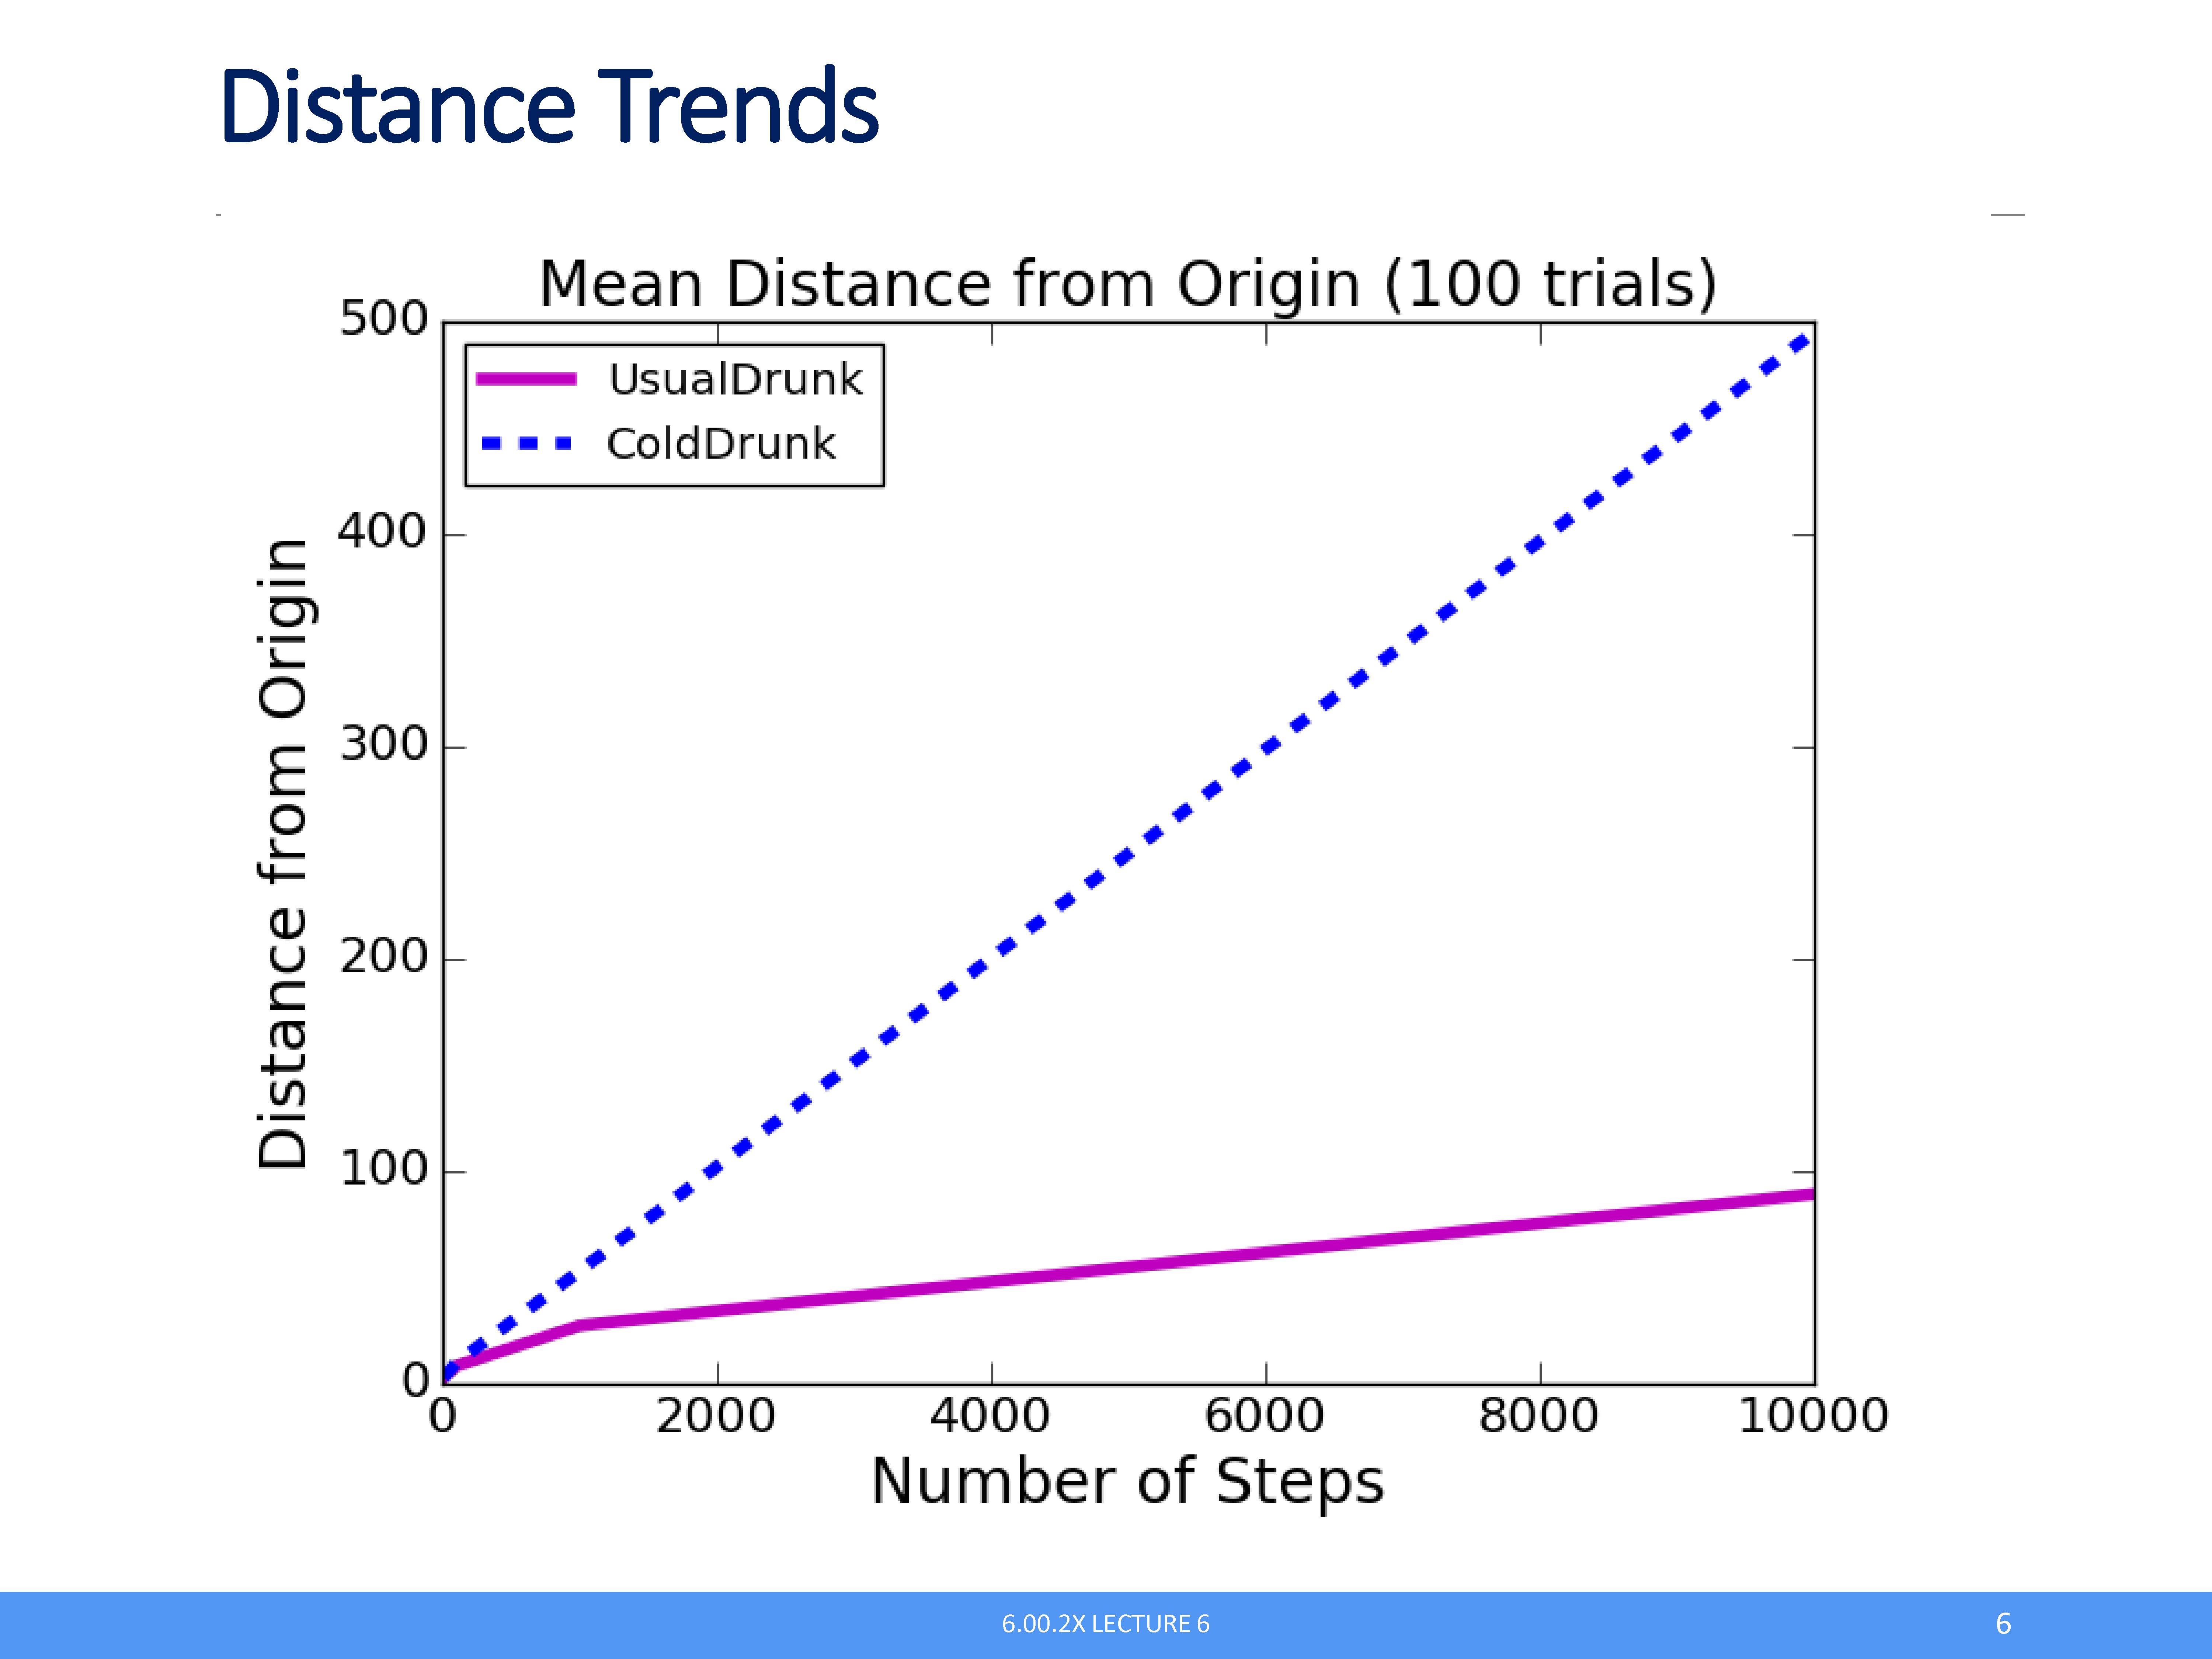 Distance Trends
Mean Distance from Origin (100 trials)
500
400
300
200
100
0
UsualDrunk
ColdDrunk
Distance from Origin
0 2000 4000 6000 8000 10000
Number of Steps
6.00.2X LECTURE 6
6